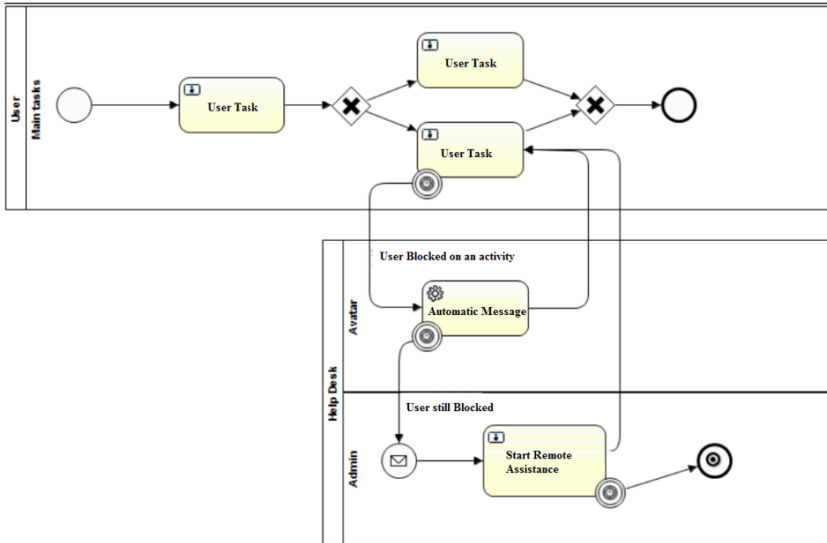 User
Main tasks
User Task
User Task
User Task
User Blocked on an activity
Help Desk
Avatar
Automatic Message
User still Blocked
Admin
Start Remote
Assistance